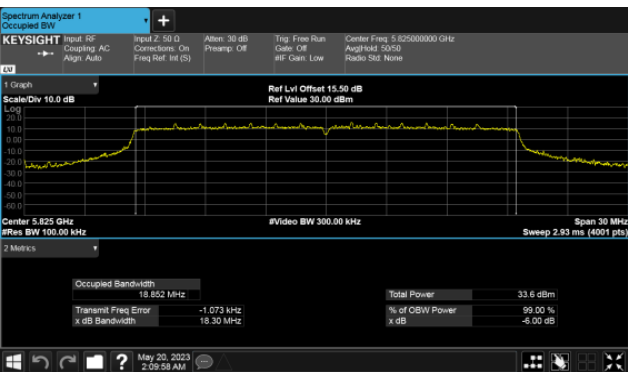 Spectrum Analyzer 1
Occupied BW
KEYSIGHT
Input: RF
Coupling: AC
Align: Auto
Input Z: 50 Ω
Corrections: On
Freq Ref: Int (S)
Atten: 30 dB
Preamp: Off
Trig: Free Run
Gate: Off
#IF Gain: Low
Center Freq: 5.825000000 GHz
Avg|Hold: 50/50
Radio Std: None
LXI
1 Graph
Scale/Div 10.0 dB
Ref Lvl Offset 15.50 dB
Ref Value 30.00 dBm
Log
20.0
10.0
0.00
-10.0
-20.0
-30.0
-40.0
-50.0
-60.0
Center 5.825 GHz
#Res BW 100.00 kHz
#Video BW 300.00 kHz
Span 30 MHz
Sweep 2.93 ms (4001 pts)
2 Metrics
Occupied Bandwidth
18.852 MHz
Total Power 33.6 dBm
Transmit Freq Error -1.073 kHz
% of OBW Power 99.00 %
x dB Bandwidth 18.30 MHz
x dB -6.00 dB
May 20, 2023
2:09:58 AM